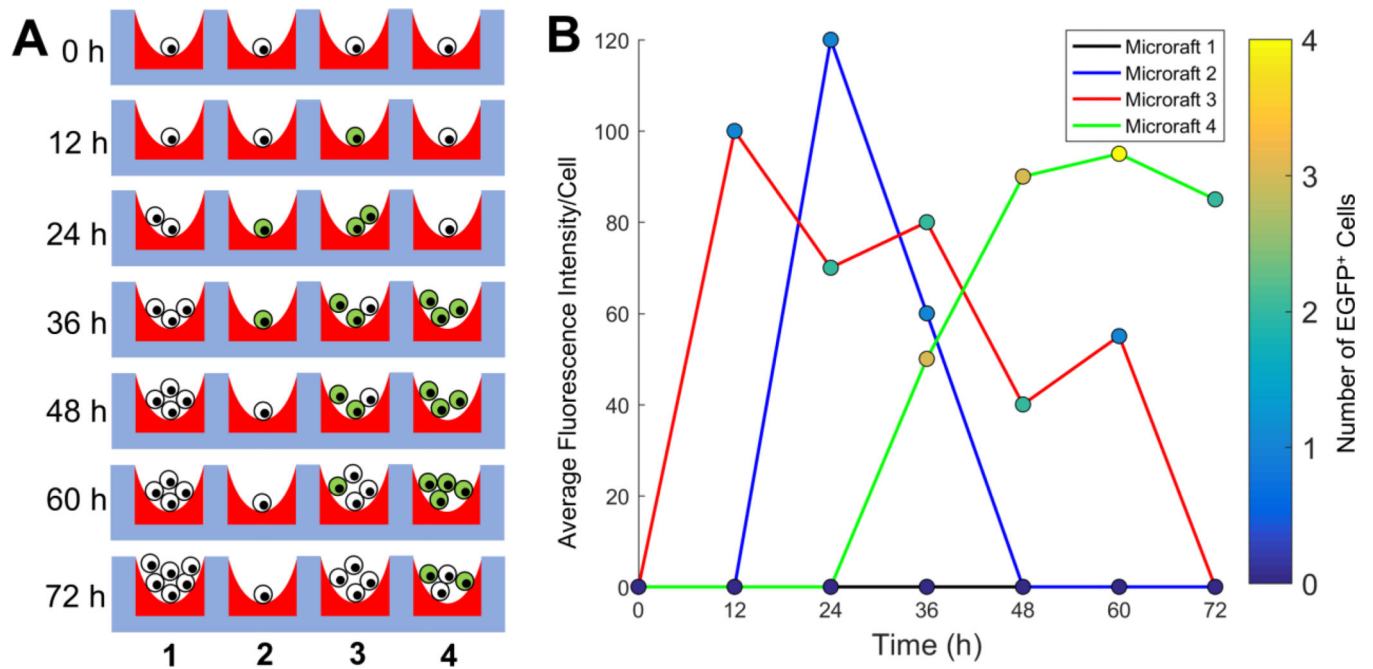 A
0 h
12 h
24 h
36 h
48 h
60 h
72 h
1 2 3 4
B
Average Fluorescence Intensity/Cell
120
100
80
60
40
20
0
0 12 24 36 48 60 72
Time (h)
Microraft 1
Microraft 2
Microraft 3
Microraft 4
4
3
2
1
0
Number of EGFP⁺ Cells